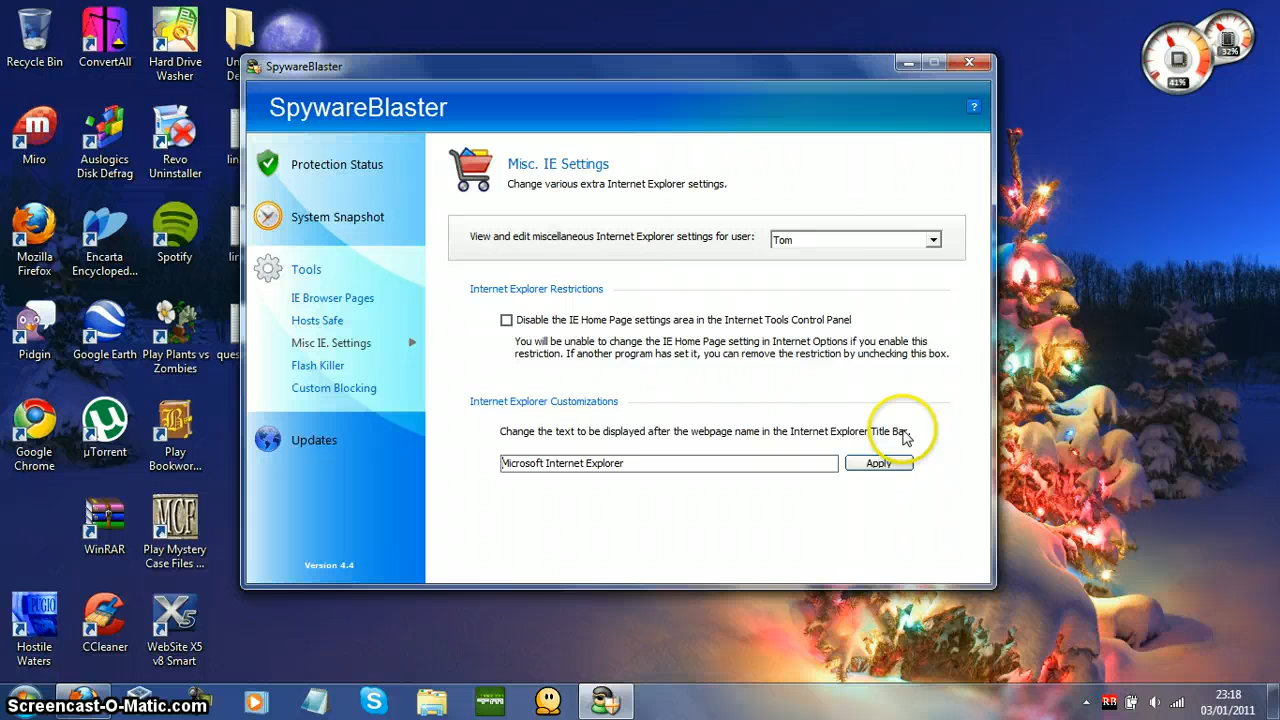 Recycle Bin
ConvertAll
Hard Drive
Washer
Miro
Auslogics
Disk Defrag
Revo
Uninstaller
Mozilla
Firefox
Encarta
Encycloped...
Spotify
Pidgin
Google Earth
Play Plants vs
Zombies
Google
Chrome
µTorrent
Play
Bookwor...
WinRAR
Play Mystery
Case Files ...
Hostile
Waters
CCleaner
WebSite X5
v8 Smart
SpywareBlaster
SpywareBlaster
?
Protection Status
System Snapshot
Tools
IE Browser Pages
Hosts Safe
Misc IE. Settings
Flash Killer
Custom Blocking
Updates
Version 4.4
Misc. IE Settings
Change various extra Internet Explorer settings.
View and edit miscellaneous Internet Explorer settings for user:
Tom
Internet Explorer Restrictions
Disable the IE Home Page settings area in the Internet Tools Control Panel
You will be unable to change the IE Home Page setting in Internet Options if you enable this
restriction. If another program has set it, you can remove the restriction by unchecking this box.
Internet Explorer Customizations
Change the text to be displayed after the webpage name in the Internet Explorer Title Bar.
Microsoft Internet Explorer
Apply
41%
32%
PUGIO
MCF
X5
RB
23:18
03/01/2011
Screencast-O-Matic.com